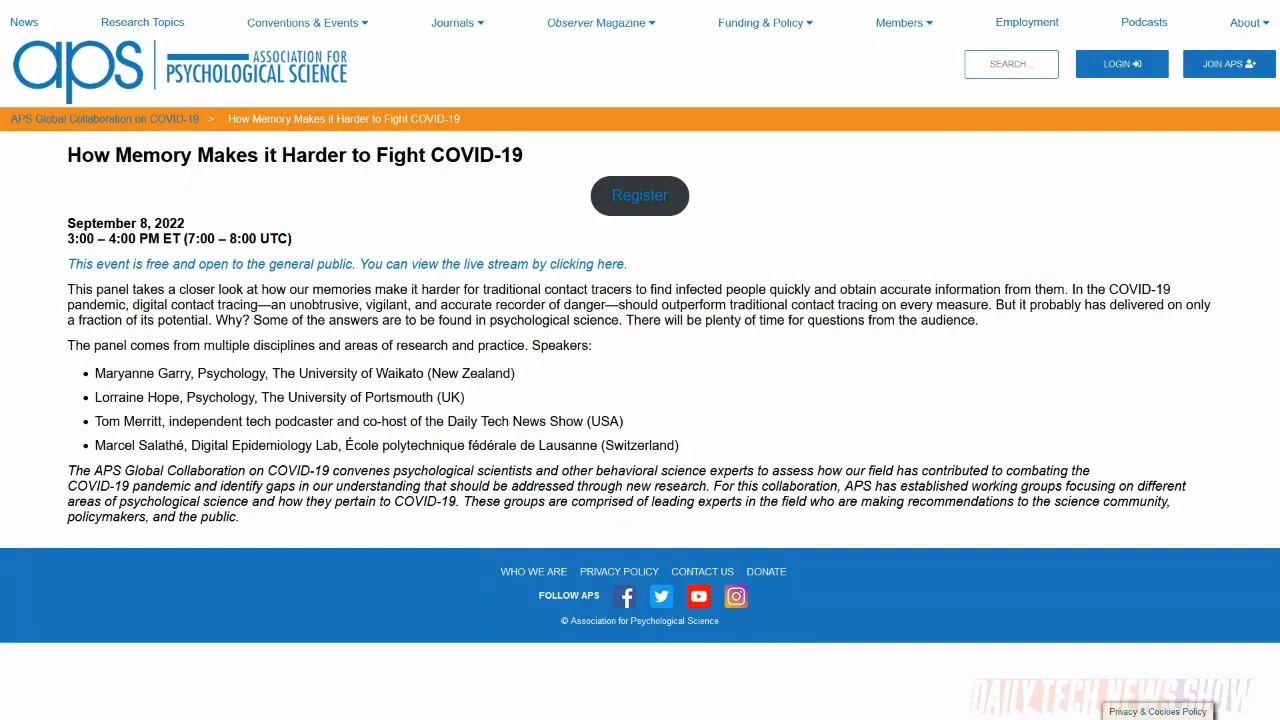 News Research Topics Conventions & Events Journals Observer Magazine Funding & Policy Members Employment Podcasts About
aps ASSOCIATION FOR
PSYCHOLOGICAL SCIENCE
SEARCH... LOGIN JOIN APS
APS Global Collaboration on COVID-19 > How Memory Makes it Harder to Fight COVID-19
How Memory Makes it Harder to Fight COVID-19
Register
September 8, 2022
3:00 – 4:00 PM ET (7:00 – 8:00 UTC)
This event is free and open to the general public. You can view the live stream by clicking here.
This panel takes a closer look at how our memories make it harder for traditional contact tracers to find infected people quickly and obtain accurate information from them. In the COVID-19
pandemic, digital contact tracing—an unobtrusive, vigilant, and accurate recorder of danger—should outperform traditional contact tracing on every measure. But it probably has delivered on only
a fraction of its potential. Why? Some of the answers are to be found in psychological science. There will be plenty of time for questions from the audience.
The panel comes from multiple disciplines and areas of research and practice. Speakers:
• Maryanne Garry, Psychology, The University of Waikato (New Zealand)
• Lorraine Hope, Psychology, The University of Portsmouth (UK)
• Tom Merritt, independent tech podcaster and co-host of the Daily Tech News Show (USA)
• Marcel Salathé, Digital Epidemiology Lab, École polytechnique fédérale de Lausanne (Switzerland)
The APS Global Collaboration on COVID-19 convenes psychological scientists and other behavioral science experts to assess how our field has contributed to combating the
COVID-19 pandemic and identify gaps in our understanding that should be addressed through new research. For this collaboration, APS has established working groups focusing on different
areas of psychological science and how they pertain to COVID-19. These groups are comprised of leading experts in the field who are making recommendations to the science community,
policymakers, and the public.
WHO WE ARE PRIVACY POLICY CONTACT US DONATE
FOLLOW APS
© Association for Psychological Science
DAILY TECH NEWS SHOW
Privacy & Cookies Policy